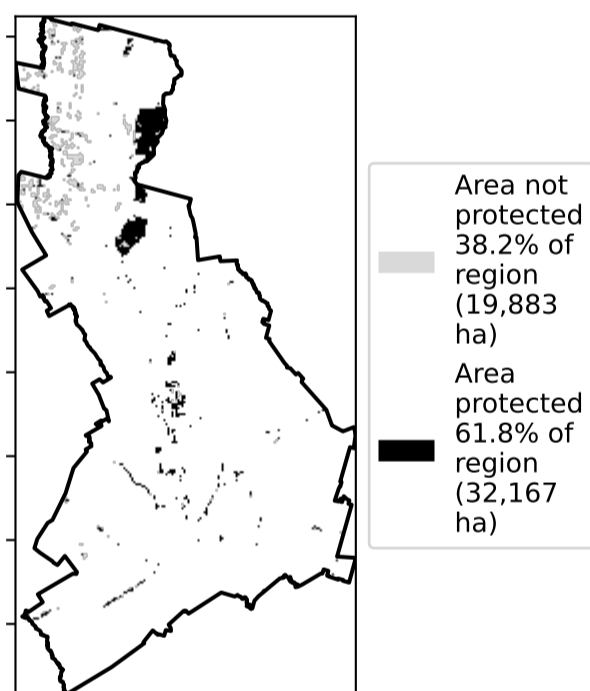 Area not
protected
38.2% of
region
(19,883
ha)
Area
protected
61.8% of
region
(32,167
ha)